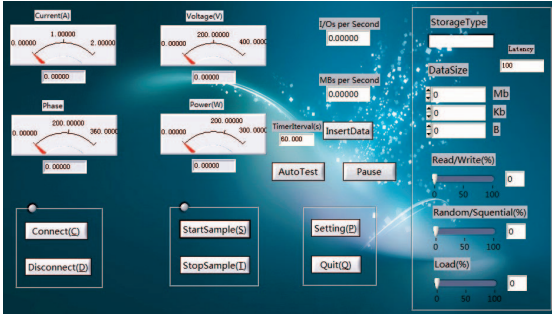 Current(A)
0.00000 1.00000 2.00000
0.00000
Voltage(V)
0.00000 200.00000 400.0000
0.00000
I/Os per Second
0.00000
MBs per Second
0.00000
Phase
0.00000 200.00000 360.0000
0.00000
Power(W)
0.00000 200.00000 300.0000
0.00000
TimerIterval(s)
60.000
InsertData
AutoTest
Pause
Connect(C)
Disconnect(D)
StartSample(S)
StopSample(T)
Setting(P)
Quit(Q)
StorageType
Latency
100
DataSize
0 Mb
0 Kb
0 B
Read/Write(%)
0
0 50 100
Random/Squential(%)
0
0 50 100
Load(%)
0
0 50 100